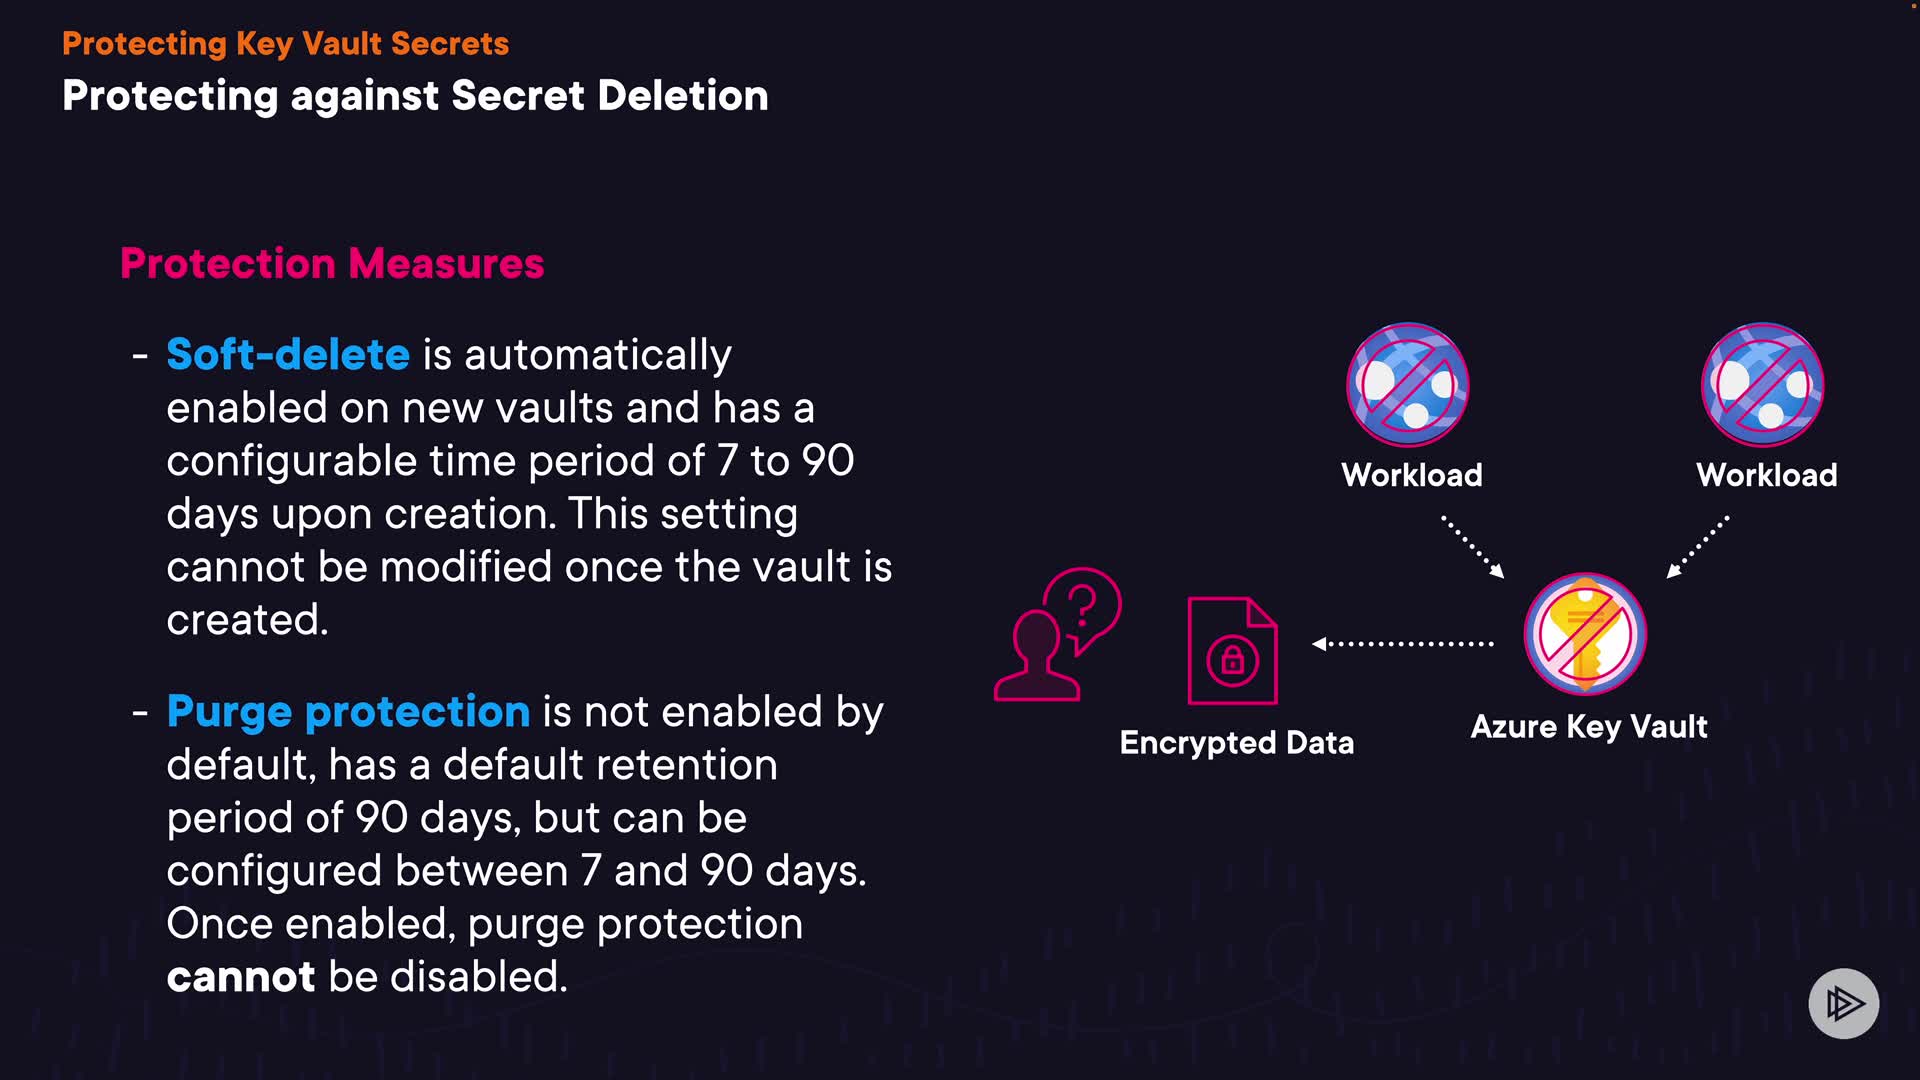 Protecting Key Vault Secrets
Protecting against Secret Deletion
Protection Measures
- Soft-delete is automatically
enabled on new vaults and has a
configurable time period of 7 to 90
days upon creation. This setting
cannot be modified once the vault is
created.
- Purge protection is not enabled by
default, has a default retention
period of 90 days, but can be
configured between 7 and 90 days.
Once enabled, purge protection
cannot be disabled.
Workload
Workload
?
Azure Key Vault
Encrypted Data